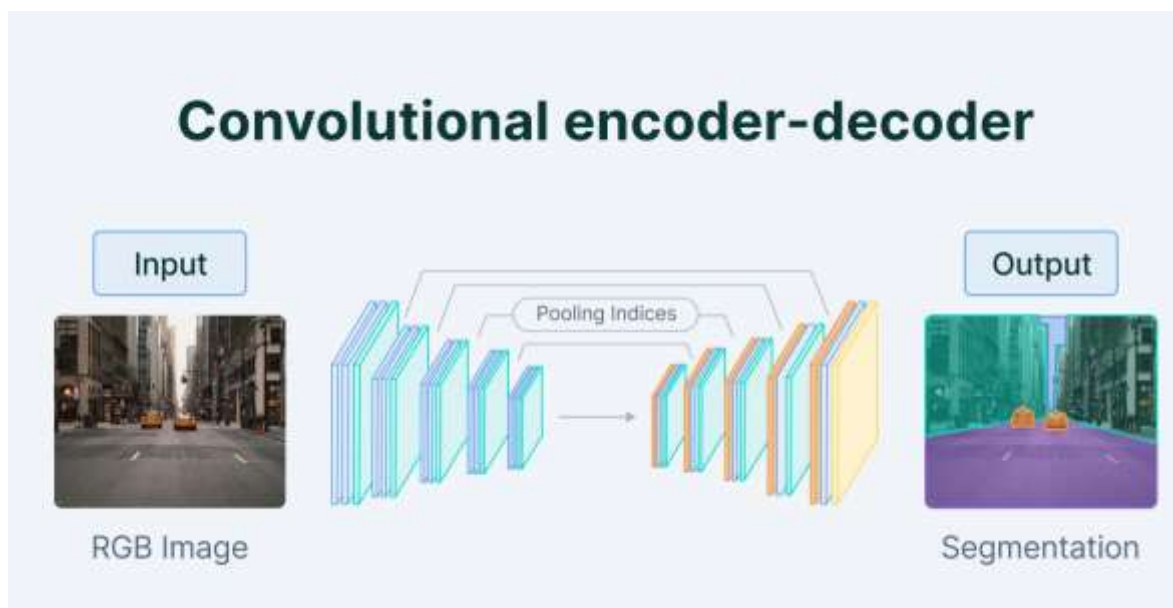 Convolutional encoder-decoder
Input
Output
Pooling Indices
RGB Image
Segmentation